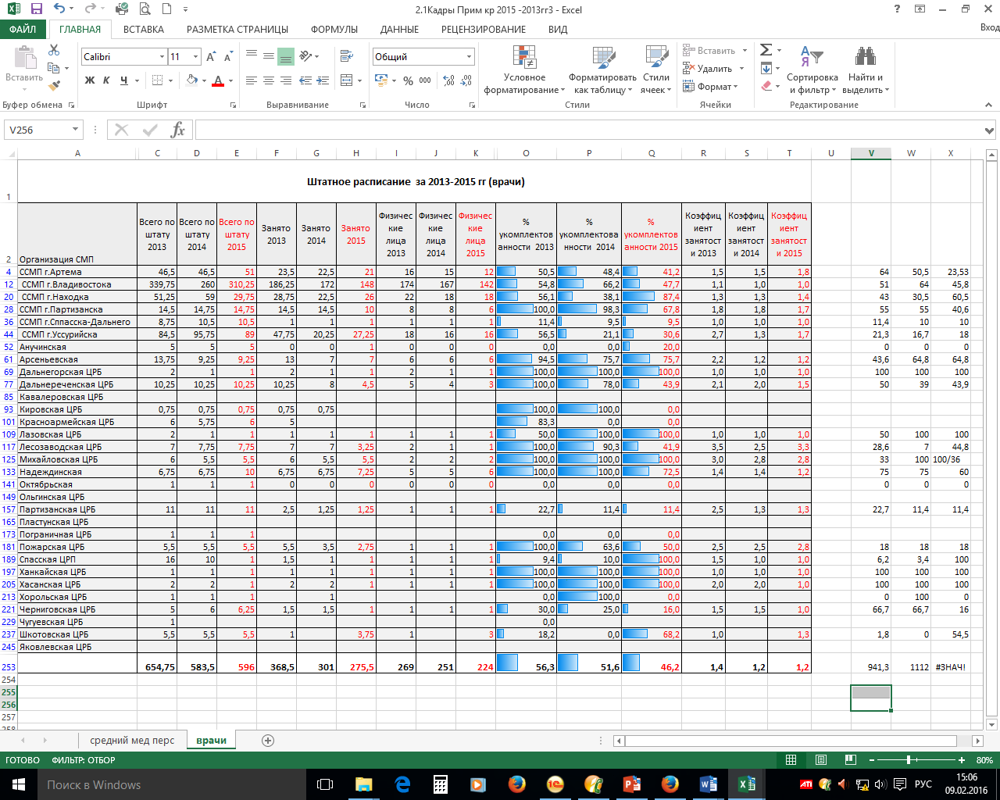 2.1Кадры Прим кр 2015 -2013гг3 - Excel
ФАЙЛ ГЛАВНАЯ ВСТАВКА РАЗМЕТКА СТРАНИЦЫ ФОРМУЛЫ ДАННЫЕ РЕЦЕНЗИРОВАНИЕ ВИД Вход
Вставить Calibri 11 Общий Условное форматирование Форматировать как таблицу Стили ячеек Вставить Удалить Формат Сортировка и фильтр Найти и выделить
Ж К Ч % 000
Буфер обмена Шрифт Выравнивание Число Стили Ячейки Редактирование
V256 fx
A C D E F G H I J K O P Q R S T U V W X
1 Штатное расписание за 2013-2015 гг (врачи)
2 Организация СМП Всего по штату 2013 Всего по штату 2014 Всего по штату 2015 Занято 2013 Занято 2014 Занято 2015 Физические лица 2013 Физические лица 2014 Физические лица 2015 % укомплектованности 2013 % укомплектованности 2014 % укомплектованности 2015 Коэффициент занятости 2013 Коэффициент занятости 2014 Коэффициент занятости 2015
4 ССМП г.Артема 46,5 46,5 51 23,5 22,5 21 16 15 12 50,5 48,4 41,2 1,5 1,5 1,8 64 50,5 23,53
12 ССМП г.Владивостока 339,75 260 310,25 186,25 172 148 174 167 142 54,8 66,2 47,7 1,1 1,0 1,0 51 64 45,8
20 ССМП г.Находка 51,25 59 29,75 28,75 22,5 26 22 18 18 56,1 38,1 87,4 1,3 1,3 1,4 43 30,5 60,5
28 ССМП г.Партизанска 14,5 14,75 14,75 14,5 14,5 10 8 8 6 100,0 98,3 67,8 1,8 1,8 1,7 55 55 40,6
36 ССМП г.Сппасска-Дальнего 8,75 10,5 10,5 1 1 1 1 1 1 11,4 9,5 9,5 1,0 1,0 1,0 11,4 10 10
44 ССМП г.Уссурийска 84,5 95,75 89 47,75 20,25 27,25 18 16 16 56,5 21,1 30,6 2,7 1,3 1,7 21,3 16,7 18
52 Анучинская 5 5 5 0 0 1 0 0 0 0,0 0,0 20,0 0 0 0
61 Арсеньевская 13,75 9,25 9,25 13 7 7 6 6 6 94,5 75,7 75,7 2,2 1,2 1,2 43,6 64,8 64,8
69 Дальнегорская ЦРБ 2 1 1 2 1 1 2 1 1 100,0 100,0 100,0 1,0 1,0 1,0 100 100 100
77 Дальнереченская ЦРБ 10,25 10,25 10,25 10,25 8 4,5 5 4 3 100,0 78,0 43,9 2,1 2,0 1,5 50 39 43,9
85 Кавалеровская ЦРБ
93 Кировская ЦРБ 0,75 0,75 0,75 0,75 0,75 100,0 100,0 0,0
101 Красноармейская ЦРБ 6 5,75 6 5 83,3 0,0 0,0
109 Лазовская ЦРБ 2 1 1 1 1 1 1 1 1 50,0 100,0 100,0 1,0 1,0 1,0 50 100 100
117 Лесозаводская ЦРБ 7 7,75 7,75 7 7 3,25 2 1 1 100,0 90,3 41,9 3,5 2,5 3,3 28,6 7 44,8
125 Михайловская ЦРБ 6 5,5 5,5 6 5,5 5,5 2 2 2 100,0 100,0 100,0 3,0 2,8 2,8 33 100 100/36
133 Надеждинская 6,75 6,75 10 6,75 6,75 7,25 5 5 6 100,0 100,0 72,5 1,4 1,4 1,2 75 75 60
141 Октябрьская 1 1 1 0 0 0 0 0 0 0,0 0,0 0,0 0 0 0
149 Ольгинская ЦРБ
157 Партизанская ЦРБ 11 11 11 2,5 1,25 1,25 1 1 1 22,7 11,4 11,4 2,5 1,3 1,3 22,7 11,4 11,4
165 Пластунская ЦРБ
173 Пограничная ЦРБ 1 1 1 0,0 0,0 0,0
181 Пожарская ЦРБ 5,5 5,5 5,5 5,5 3,5 2,75 1 1 1 100,0 63,6 50,0 2,5 2,5 2,8 18 18 18
189 Спасская ЦРП 16 10 1 1,5 1 1 1 1 1 9,4 10,0 100,0 1,5 1,0 1,0 6,2 3,4 100
197 Ханкайская ЦРБ 1 1 1 1 1 1 1 1 1 100,0 100,0 100,0 1,0 1,0 1,0 100 100 100
205 Хасанская ЦРБ 2 2 1 2 2 1 1 1 1 100,0 100,0 100,0 2,0 2,0 1,0 100 100 100
213 Хорольская ЦРБ 1 1 1 1 0,0 100,0 0,0 0 100 0
221 Черниговская ЦРБ 5 6 6,25 1,5 1,5 1 1 1 1 30,0 25,0 16,0 1,5 1,5 1,0 66,7 66,7 16
229 Чугуевская ЦРБ 1 0,0
237 Шкотовская ЦРБ 5,5 5,5 5,5 1 3,75 1 3 18,2 0,0 68,2 1,0 1,3 1,8 0 54,5
245 Яковлевская ЦРБ
253 654,75 583,5 596 368,5 301 275,5 269 251 224 56,3 51,6 46,2 1,4 1,2 1,2 941,3 1112 #ЗНАЧ!
254
255
256
257
258
средний мед перс врачи
ГОТОВО ФИЛЬТР: ОТБОР 80%
Поиск в Windows РУС 15:06
09.02.2016